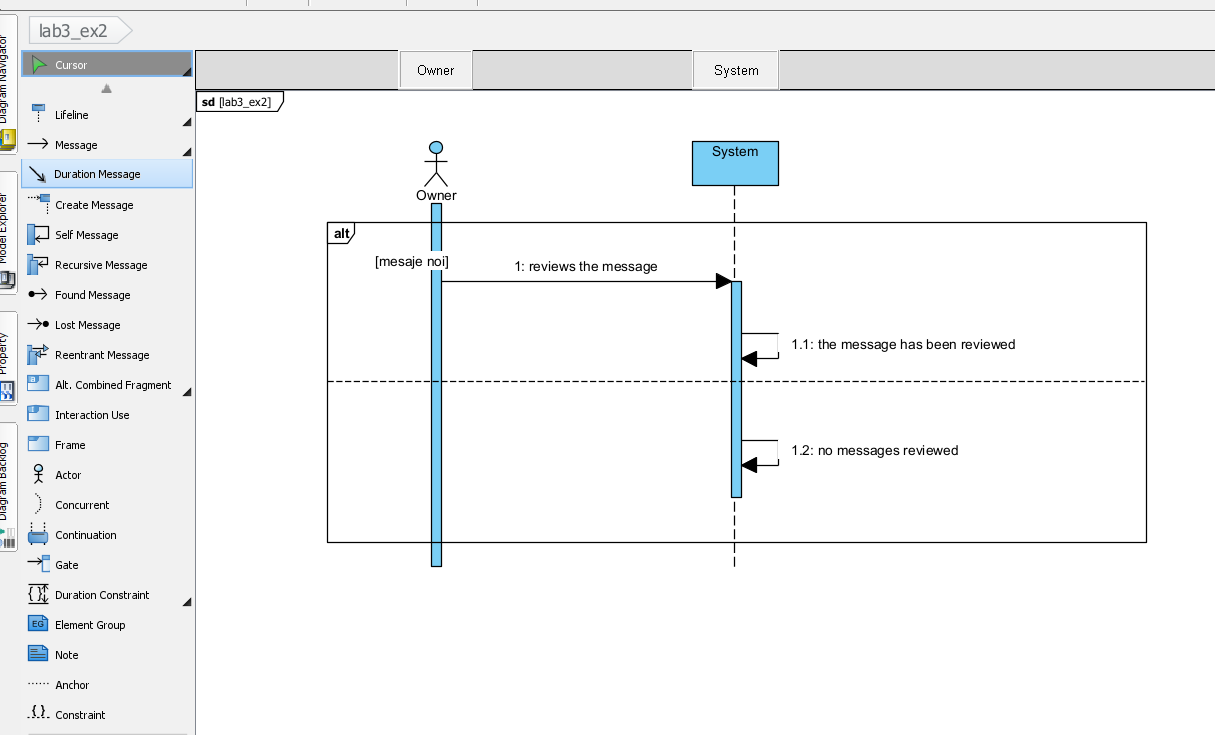 lab3_ex2
Diagram Navigator
Model Explorer
Property
Diagram Backlog
Cursor
Lifeline
Message
Duration Message
Create Message
Self Message
Recursive Message
Found Message
Lost Message
Reentrant Message
Alt. Combined Fragment
Interaction Use
Frame
Actor
Concurrent
Continuation
Gate
Duration Constraint
EG Element Group
Note
Anchor
Constraint
Owner System
sd [lab3_ex2]
System
Owner
alt
[mesaje noi]
1: reviews the message
1.1: the message has been reviewed
1.2: no messages reviewed